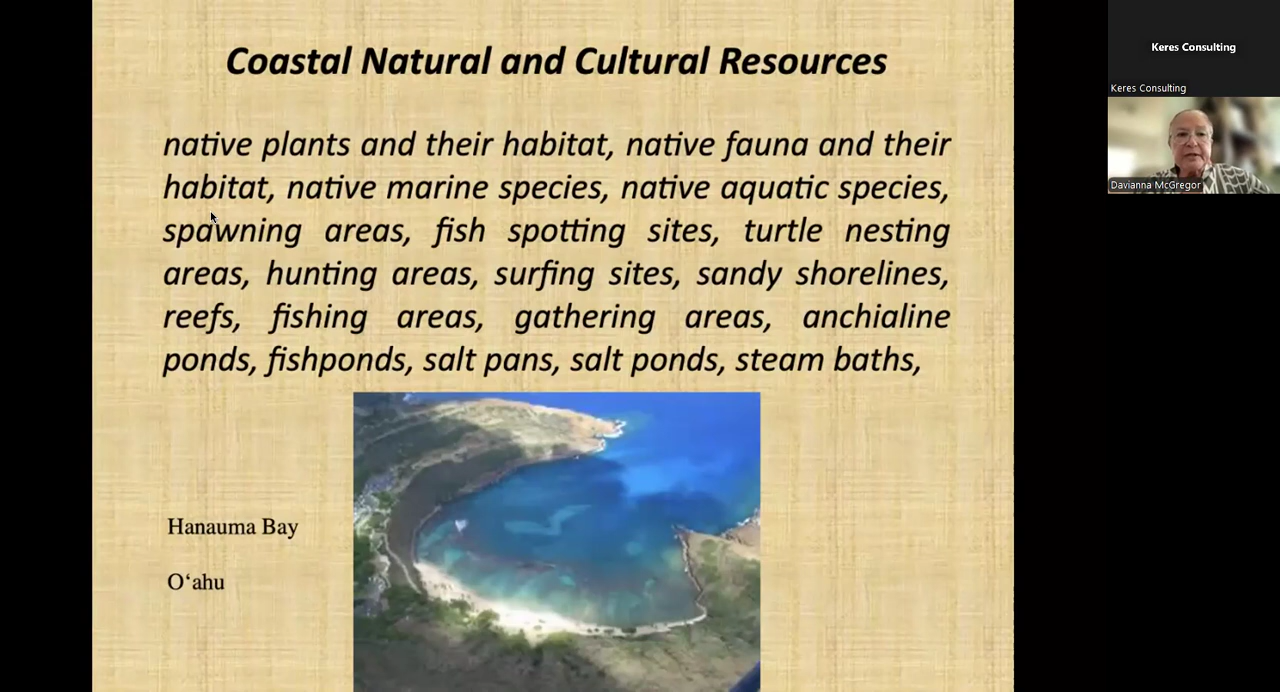 Coastal Natural and Cultural Resources
native plants and their habitat, native fauna and their
habitat, native marine species, native aquatic species,
spawning areas, fish spotting sites, turtle nesting
areas, hunting areas, surfing sites, sandy shorelines,
reefs, fishing areas, gathering areas, anchialine
ponds, fishponds, salt pans, salt ponds, steam baths,
Hanauma Bay
Oʻahu
Keres Consulting
Keres Consulting
Davianna McGregor